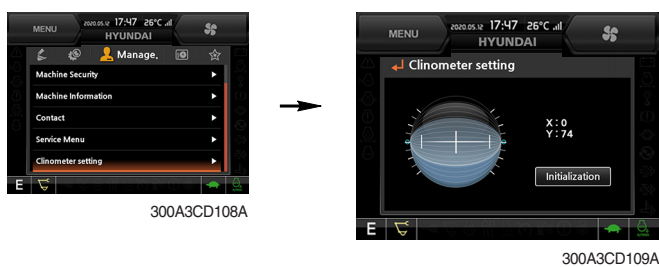 MENU
2020.05.12 17:47 26°C
HYUNDAI
Manage.
Machine Security
Machine Information
Contact
Service Menu
Clinometer setting
E
300A3CD108A
MENU
2020.05.12 17:47 26°C
HYUNDAI
Clinometer setting
X : 0
Y : 74
Initialization
E
300A3CD109A